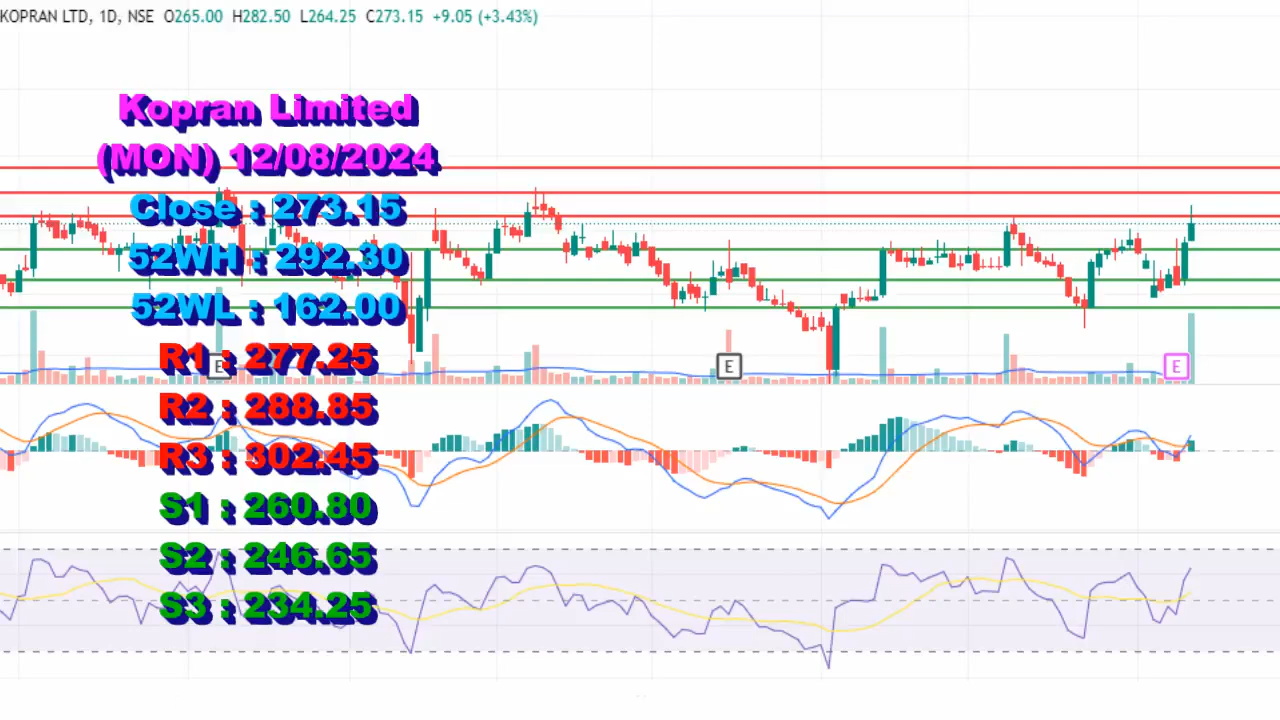 KOPRAN LTD, 1D, NSE O265.00 H282.50 L264.25 C273.15 +9.05 (+3.43%)
Kopran Limited
(MON) 12/08/2024
Close : 273.15
52WH : 292.30
52WL : 162.00
R1 : 277.25
E
E
E
R2 : 288.85
R3 : 302.45
S1 : 260.80
S2 : 246.65
S3 : 234.25